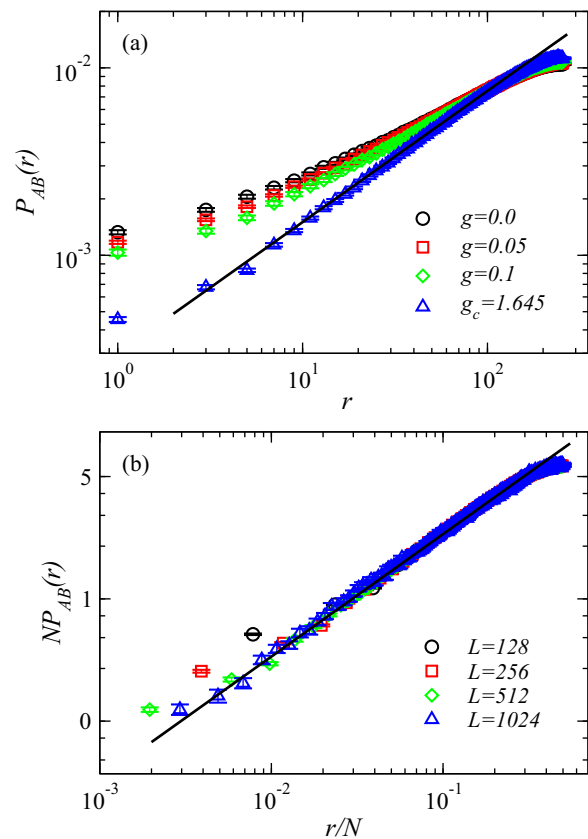 (a)
10^-2
10^-3
P_AB(r)
g=0.0
g=0.05
g=0.1
g_c=1.645
10^0
10^1
10^2
r
(b)
5
1
0
NP_AB(r)
L=128
L=256
L=512
L=1024
10^-3
10^-2
10^-1
r/N